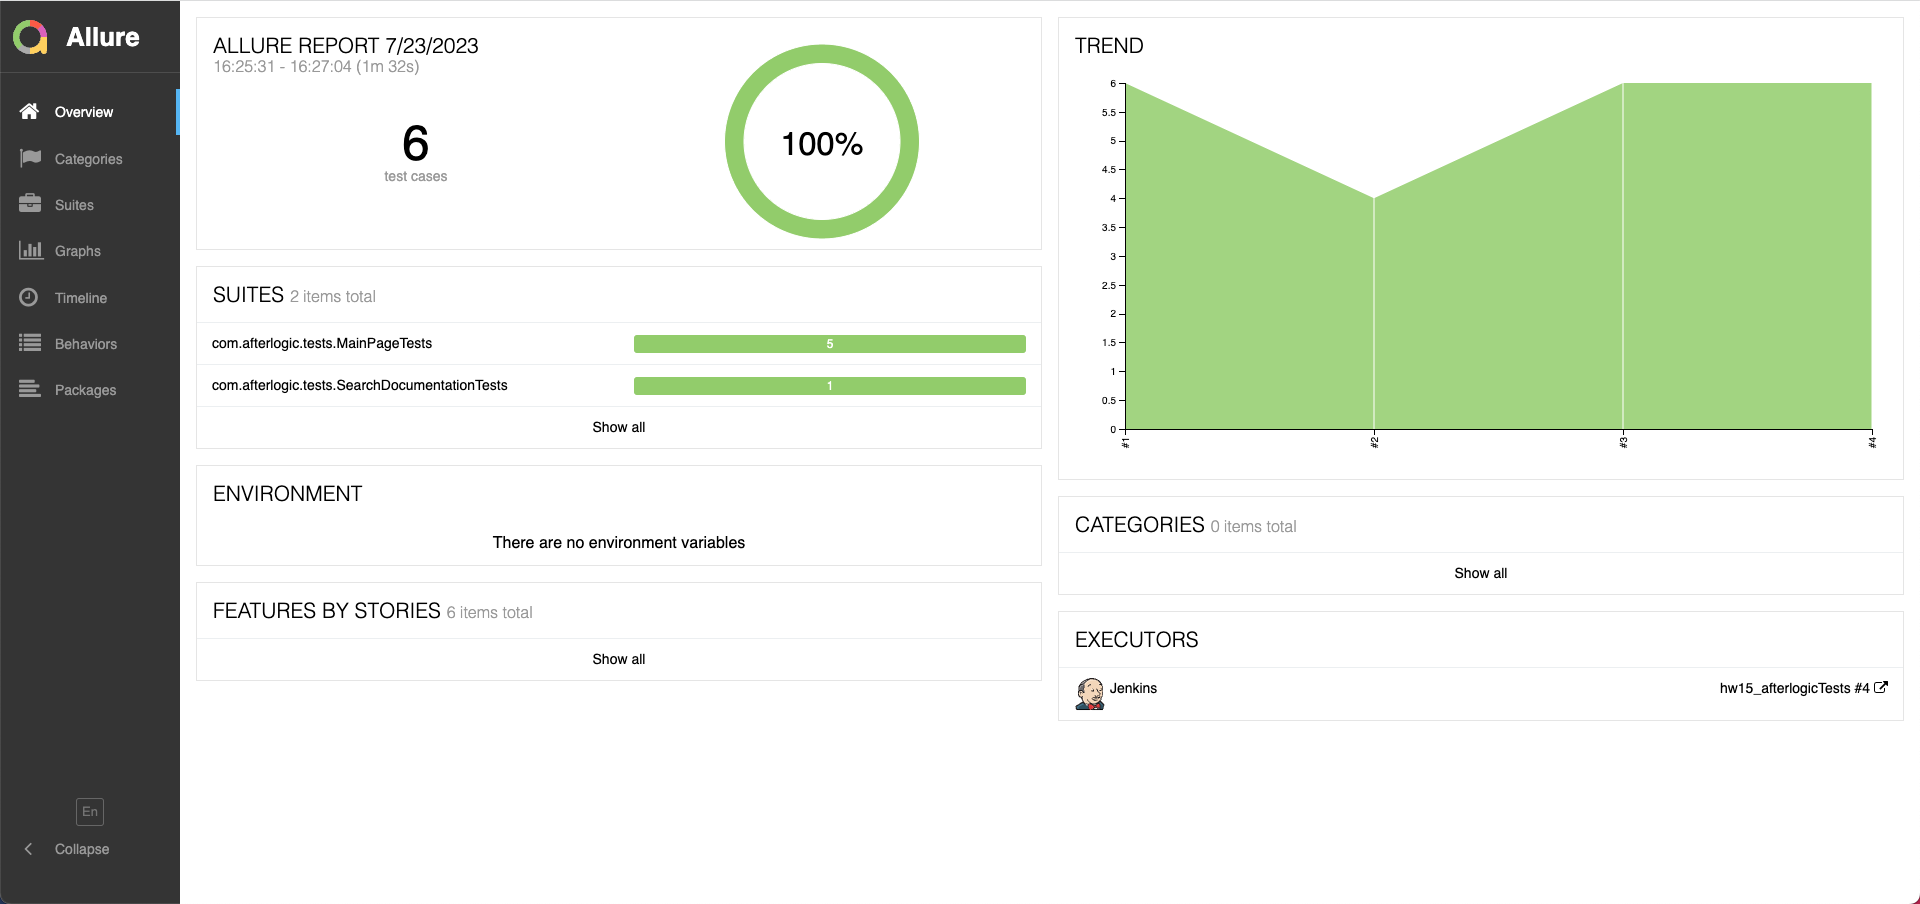 Allure
Overview
Categories
Suites
Graphs
Timeline
Behaviors
Packages
En
Collapse
ALLURE REPORT 7/23/2023
16:25:31 - 16:27:04 (1m 32s)
6
test cases
100%
SUITES 2 items total
com.afterlogic.tests.MainPageTests 5
com.afterlogic.tests.SearchDocumentationTests 1
Show all
ENVIRONMENT
There are no environment variables
FEATURES BY STORIES 6 items total
Show all
TREND
6
5.5
5
4.5
4
3.5
3
2.5
2
1.5
1
0.5
0
#1 #2 #3 #4
CATEGORIES 0 items total
Show all
EXECUTORS
Jenkins hw15_afterlogicTests #4